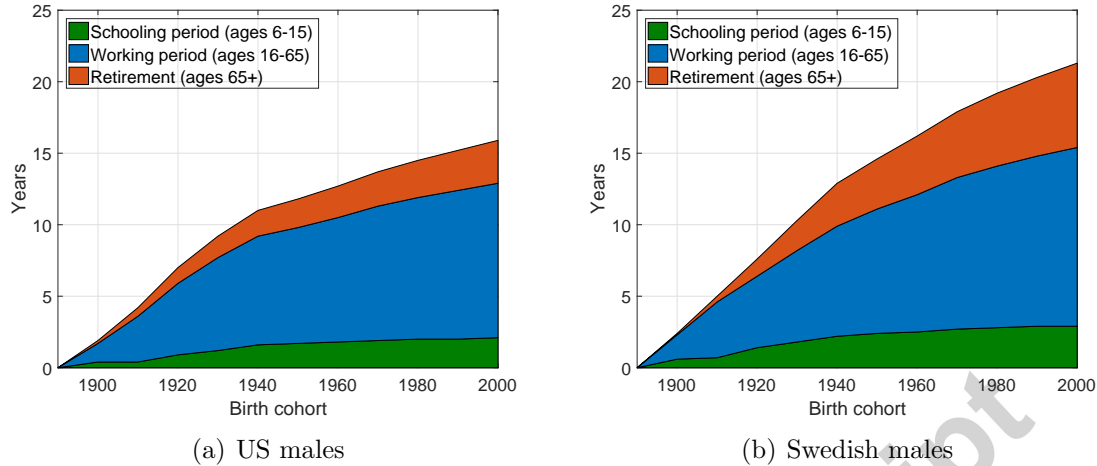 25
20
15
10
5
0
Years
Schooling period (ages 6-15)
Working period (ages 16-65)
Retirement (ages 65+)
1900 1920 1940 1960 1980 2000
Birth cohort
(a) US males
25
20
15
10
5
0
Years
Schooling period (ages 6-15)
Working period (ages 16-65)
Retirement (ages 65+)
1900 1920 1940 1960 1980 2000
Birth cohort
(b) Swedish males
ipt